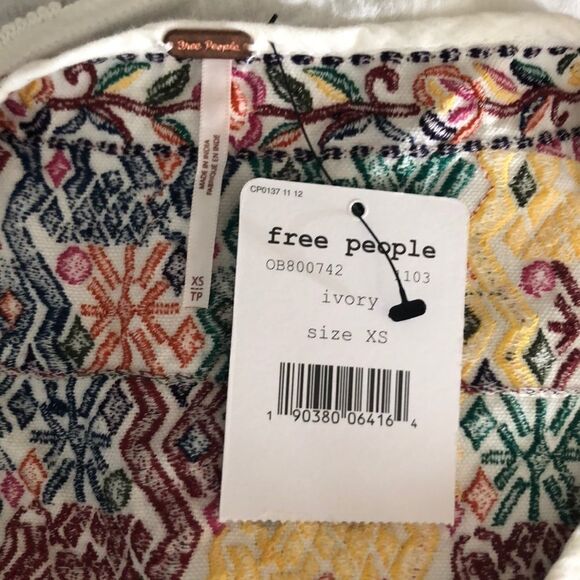 Free People
MADE IN INDIA
FABRIQUE EN INDE
XS
TP
CP0137 11 12
free people
OB800742 1103
ivory
size XS
1 90380 06416 4